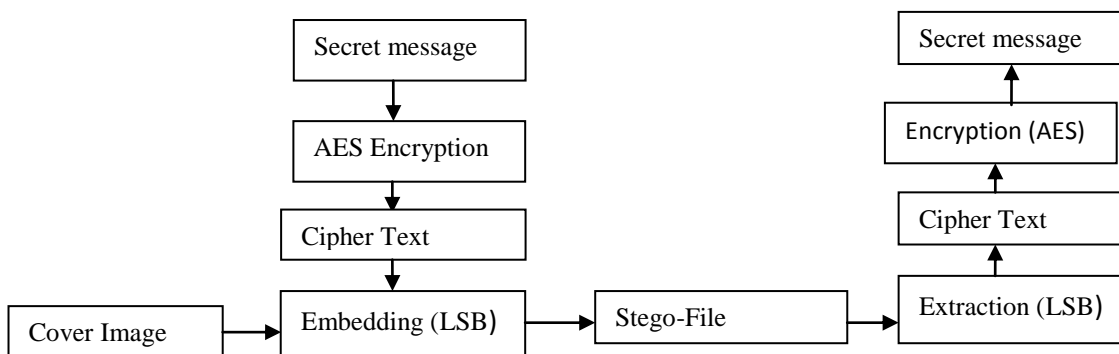 Secret message
AES Encryption
Cipher Text
Cover Image
Embedding (LSB)
Stego-File
Extraction (LSB)
Cipher Text
Encryption (AES)
Secret message